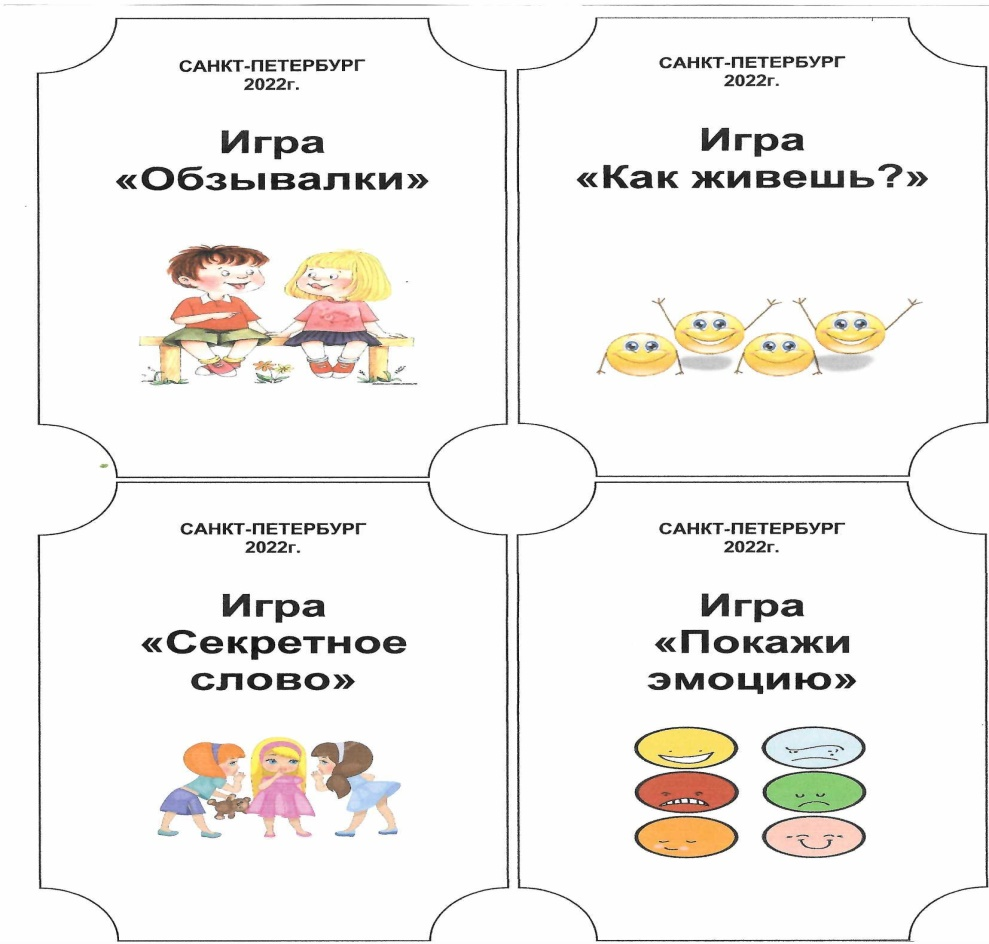 САНКТ-ПЕТЕРБУРГ
2022г.
Игра
«Обзывалки»
САНКТ-ПЕТЕРБУРГ
2022г.
Игра
«Как живешь?»
САНКТ-ПЕТЕРБУРГ
2022г.
Игра
«Секретное
слово»
САНКТ-ПЕТЕРБУРГ
2022г.
Игра
«Покажи
эмоцию»